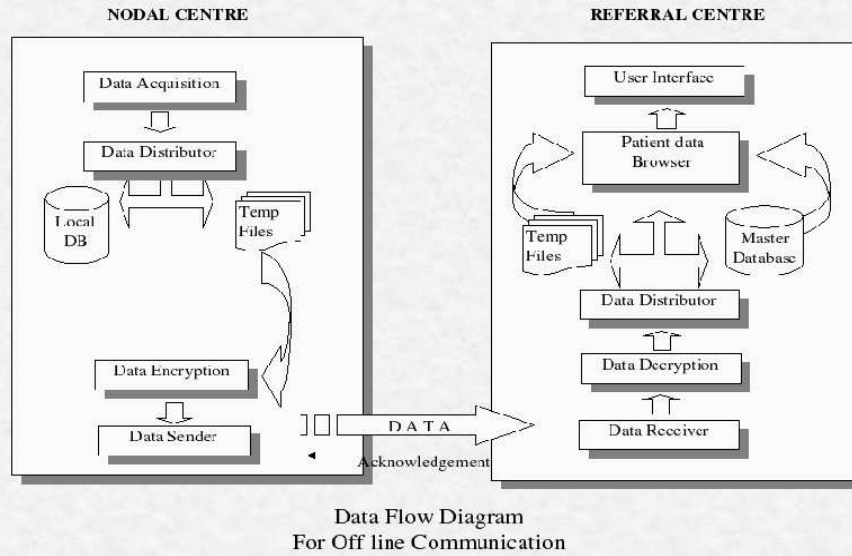 NODAL CENTRE
Data Acquisition
Data Distributor
Local
DB
Temp
Files
Data Encryption
Data Sender
REFERRAL CENTRE
User Interface
Patient data
Browser
Temp
Files
Master
Database
Data Distributor
Data Decryption
Data Receiver
DATA
Acknowledgement
Data Flow Diagram
For Off line Communication